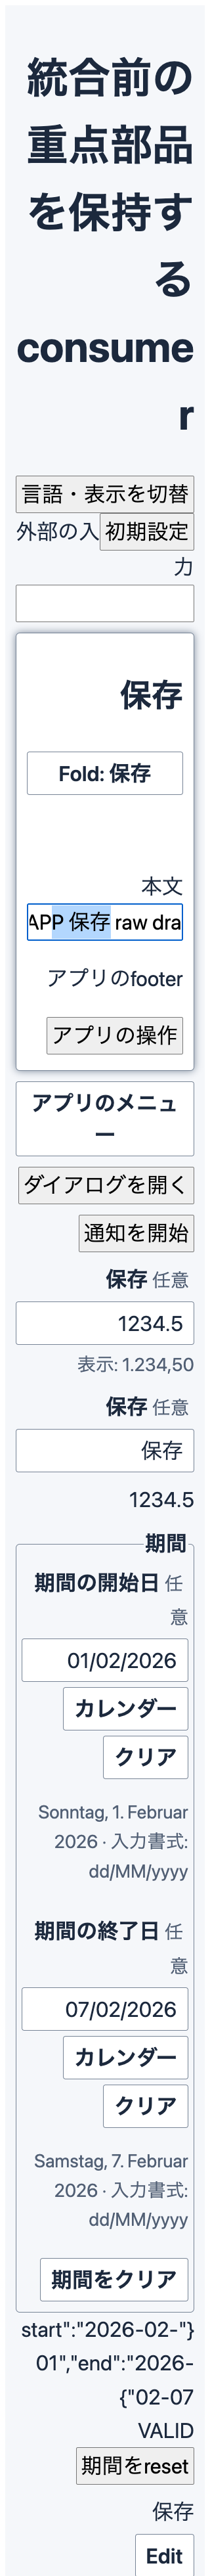 統合前の
重点部品
を保持す
る
consume
r
言語・表示を切替
外部の入
初期設定
力
保存
Fold: 保存
本文
APP 保存 raw dra
アプリのfooter
アプリの操作
アプリのメニュ
ー
ダイアログを開く
通知を開始
保存 任意
1234.5
表示: 1.234,50
保存 任意
保存
1234.5
期間
期間の開始日 任
意
01/02/2026
カレンダー
クリア
Sonntag, 1. Februar
2026 · 入力書式:
dd/MM/yyyy
期間の終了日 任
意
07/02/2026
カレンダー
クリア
Samstag, 7. Februar
2026 · 入力書式:
dd/MM/yyyy
期間をクリア
start":"2026-02-"}
01","end":"2026-
{"02-07
VALID
期間をreset
保存
Edit